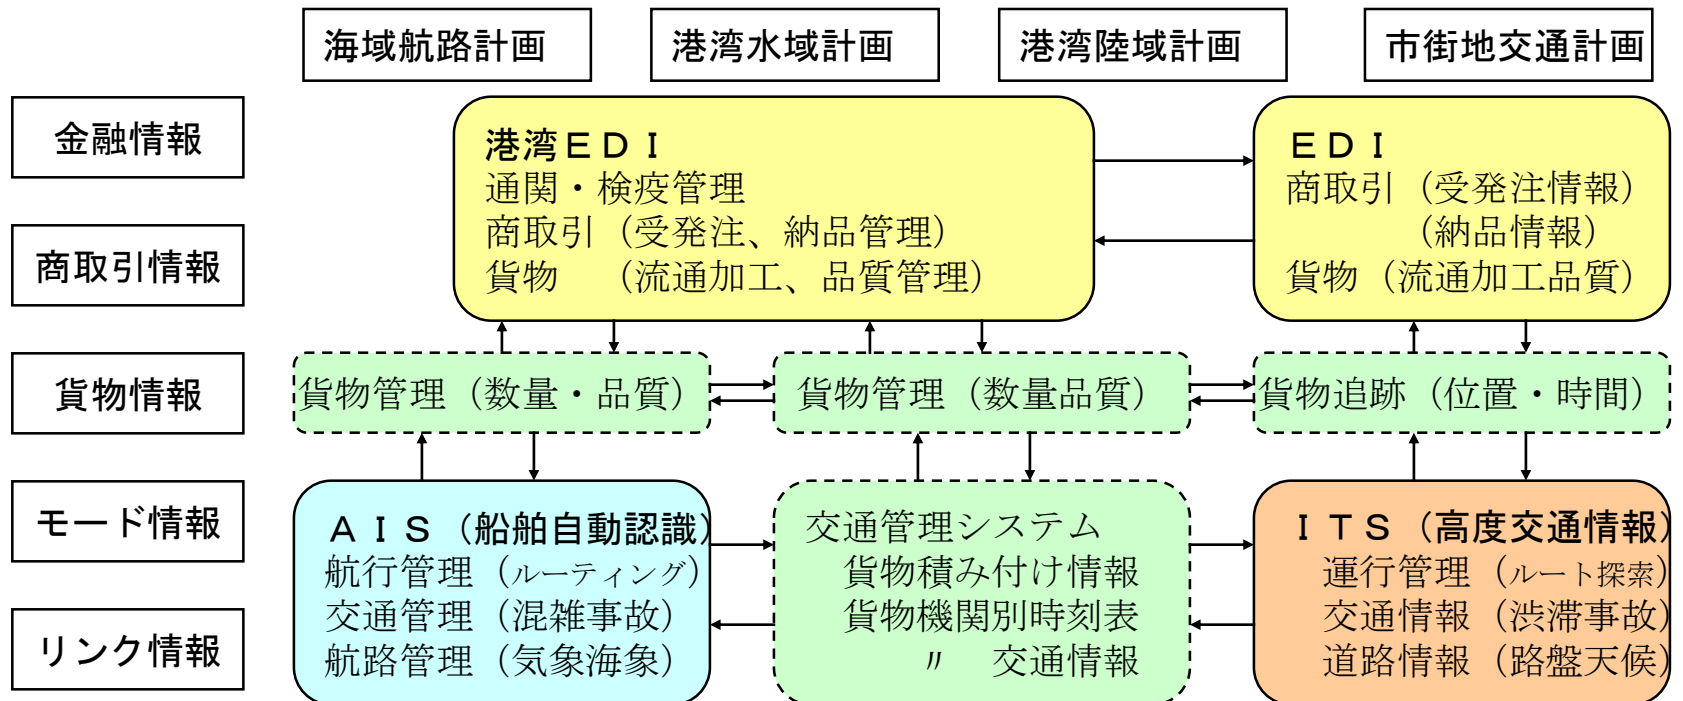 海域航路計画
港湾水域計画
港湾陸域計画
市街地交通計画
金融情報
商取引情報
貨物情報
モード情報
リンク情報
港湾ＥＤＩ
通関・検疫管理
商取引（受発注、納品管理）
貨物　（流通加工、品質管理）
ＥＤＩ
商取引（受発注情報）
（納品情報）
貨物（流通加工品質）
貨物管理（数量・品質）
貨物管理（数量品質）
貨物追跡（位置・時間）
ＡＩＳ（船舶自動認識）
航行管理（ルーティング）
交通管理（混雑事故）
航路管理（気象海象）
交通管理システム
貨物積み付け情報
貨物機関別時刻表
〃　交通情報
ＩＴＳ（高度交通情報）
運行管理（ルート探索）
交通情報（渋滞事故）
道路情報（路盤天候）